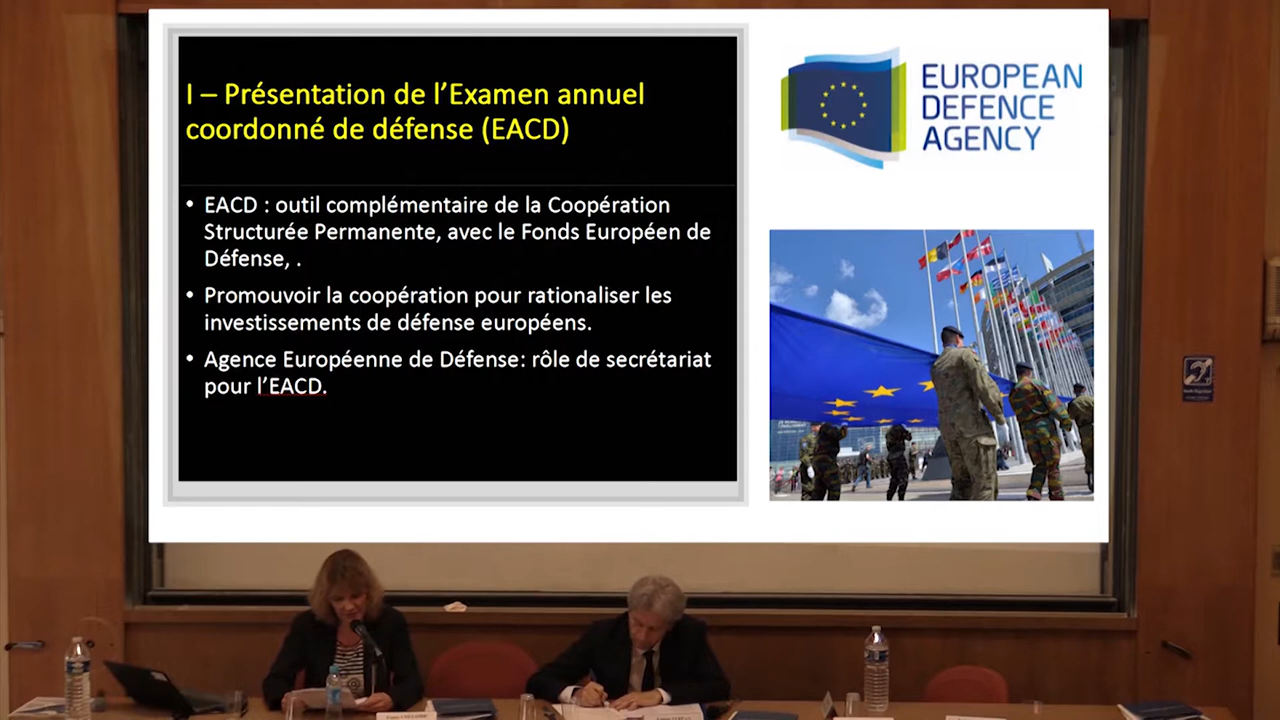 I – Présentation de l’Examen annuel
coordonné de défense (EACD)
• EACD : outil complémentaire de la Coopération
Structurée Permanente, avec le Fonds Européen de
Défense, .
• Promouvoir la coopération pour rationaliser les
investissements de défense européens.
• Agence Européenne de Défense: rôle de secrétariat
pour l’EACD.
EUROPEAN
DEFENCE
AGENCY